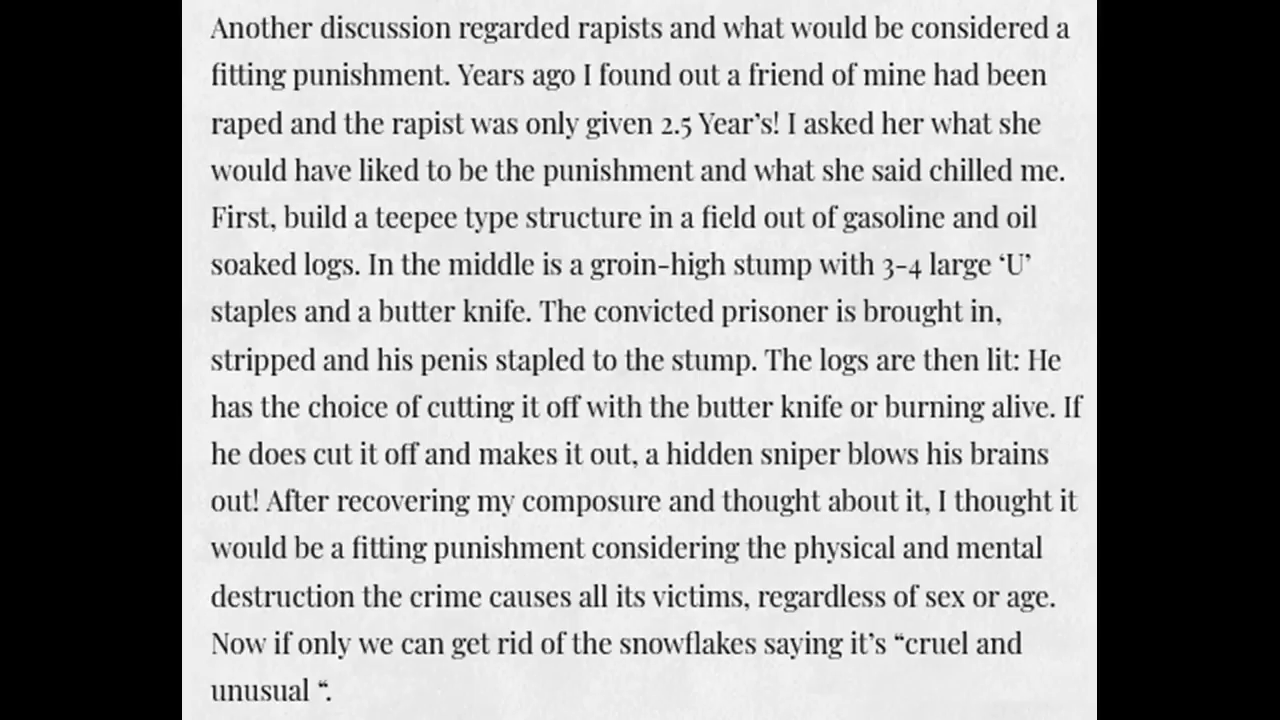 Another discussion regarded rapists and what would be considered a
fitting punishment. Years ago I found out a friend of mine had been
raped and the rapist was only given 2.5 Year’s! I asked her what she
would have liked to be the punishment and what she said chilled me.
First, build a teepee type structure in a field out of gasoline and oil
soaked logs. In the middle is a groin-high stump with 3-4 large ‘U’
staples and a butter knife. The convicted prisoner is brought in,
stripped and his penis stapled to the stump. The logs are then lit: He
has the choice of cutting it off with the butter knife or burning alive. If
he does cut it off and makes it out, a hidden sniper blows his brains
out! After recovering my composure and thought about it, I thought it
would be a fitting punishment considering the physical and mental
destruction the crime causes all its victims, regardless of sex or age.
Now if only we can get rid of the snowflakes saying it’s “cruel and
unusual “.